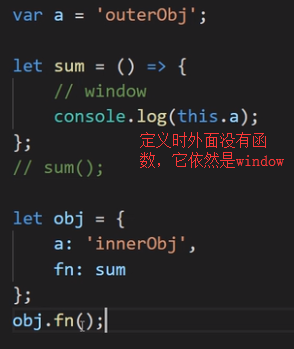 var a = 'outerObj';
let sum = () => {
// window
console.log(this.a);
定义时外面没有函
};
数，它依然是window
// sum();
let obj = {
a: 'innerObj',
fn: sum
};
obj.fn();